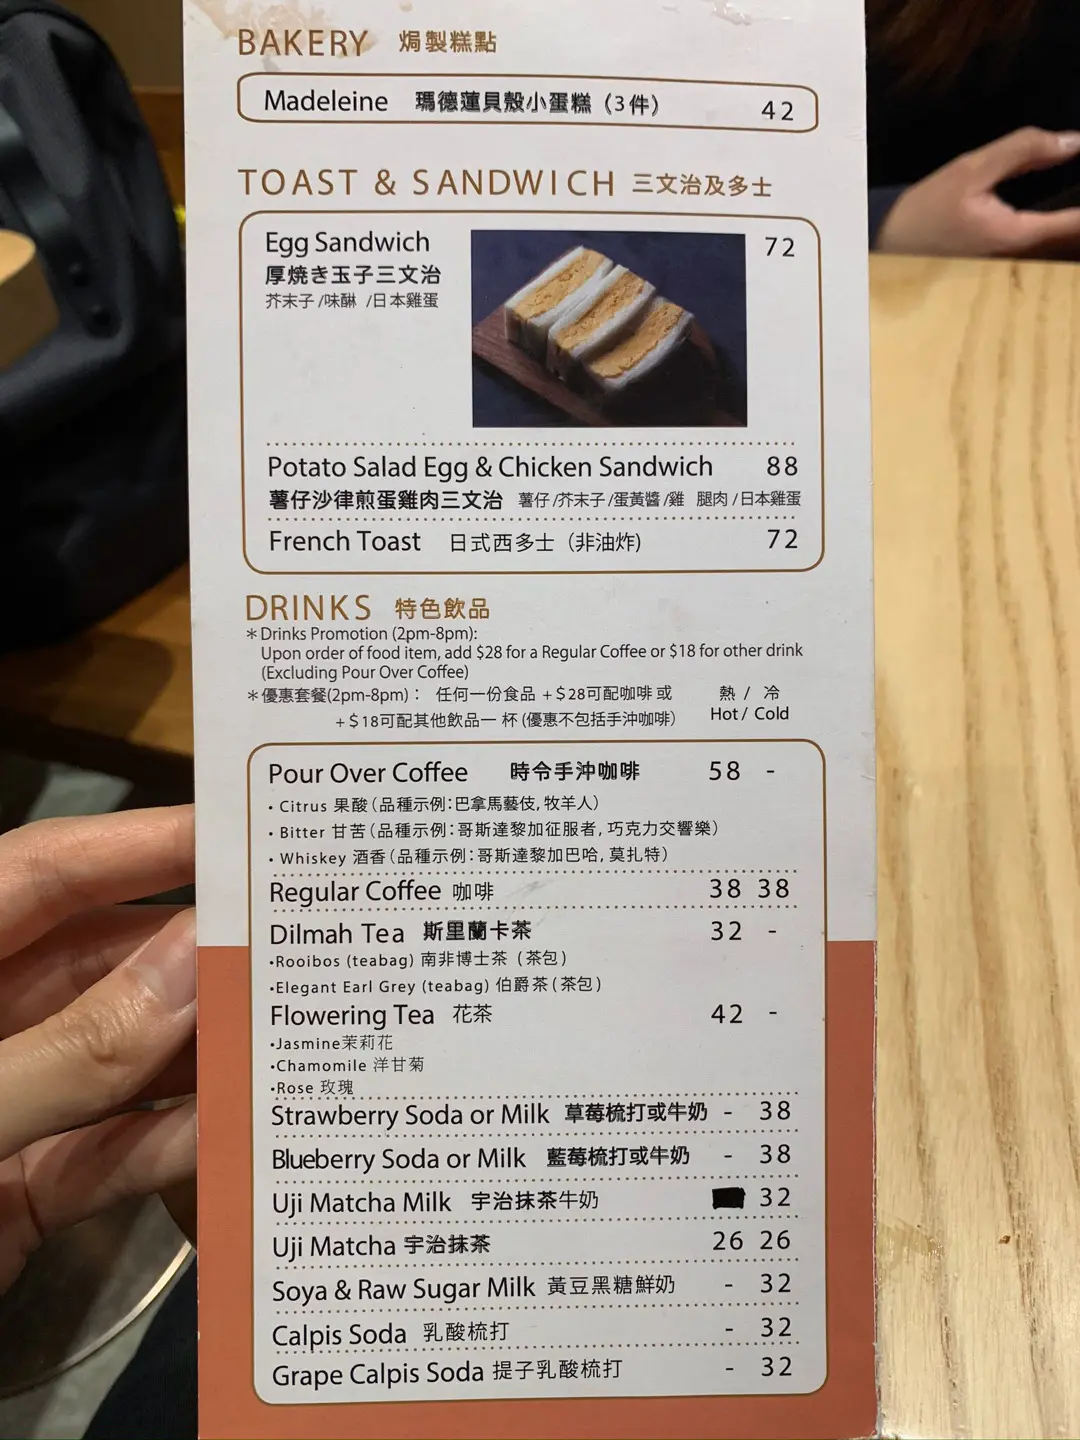 BAKERY 焗製糕點
Madeleine 瑪德蓮貝殼小蛋糕（3件） 42
TOAST & SANDWICH 三文治及多士
Egg Sandwich 72
厚焼き玉子三文治
芥末子/味醂 /日本雞蛋
Potato Salad Egg & Chicken Sandwich 88
薯仔沙律煎蛋雞肉三文治 薯仔/芥末子/蛋黃醬/雞 腿肉/日本雞蛋
French Toast 日式西多士（非油炸） 72
DRINKS 特色飲品
＊Drinks Promotion (2pm-8pm):
Upon order of food item, add $28 for a Regular Coffee or $18 for other drink
(Excluding Pour Over Coffee)
＊優惠套餐(2pm-8pm)： 任何一份食品 +＄28可配咖啡或 熱 / 冷
+＄18可配其他飲品一 杯(優惠不包括手沖咖啡) Hot / Cold
Pour Over Coffee 時令手沖咖啡 58 -
• Citrus 果酸(品種示例：巴拿馬藝伎, 牧羊人)
• Bitter 甘苦(品種示例：哥斯達黎加征服者, 巧克力交響樂)
• Whiskey 酒香(品種示例：哥斯達黎加巴哈, 莫扎特)
Regular Coffee 咖啡 38 38
Dilmah Tea 斯里蘭卡茶 32 -
•Rooibos (teabag) 南非博士茶 (茶包)
•Elegant Earl Grey (teabag) 伯爵茶(茶包)
Flowering Tea 花茶 42 -
•Jasmine茉莉花
•Chamomile 洋甘菊
•Rose 玫瑰
Strawberry Soda or Milk 草莓梳打或牛奶 - 38
Blueberry Soda or Milk 藍莓梳打或牛奶 - 38
Uji Matcha Milk 宇治抹茶牛奶 32
Uji Matcha 宇治抹茶 26 26
Soya & Raw Sugar Milk 黃豆黑糖鮮奶 - 32
Calpis Soda 乳酸梳打 - 32
Grape Calpis Soda 提子乳酸梳打 - 32